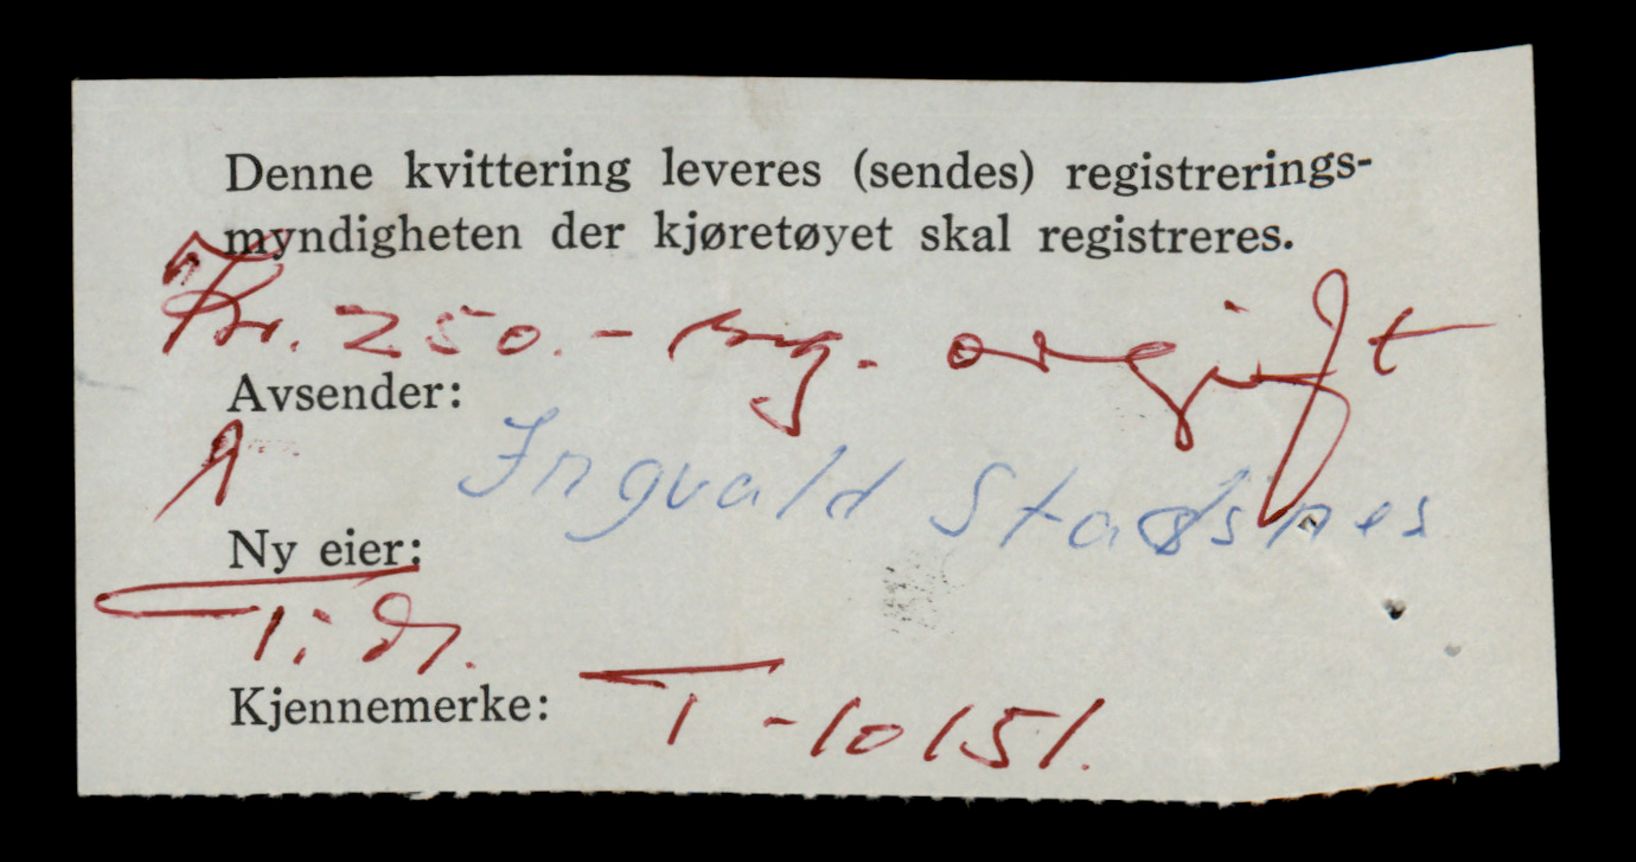 Denne kvittering leveres (sendes) registrerings-
myndigheten der kjøretøyet skal registreres.
Kr. 250.- reg. avgift
Avsender:
Ingvald Stadsnes
Ny eier:
Kjennemerke: T-10151.